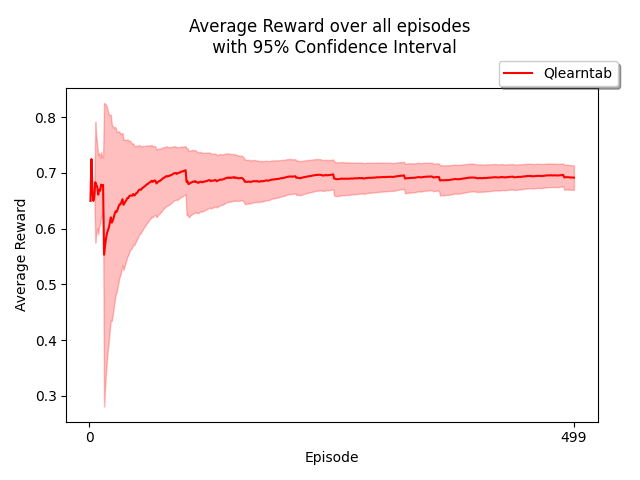 Average Reward over all episodes
with 95% Confidence Interval
Qlearntab
0.8
0.7
0.6
0.5
0.4
0.3
Average Reward
0
499
Episode